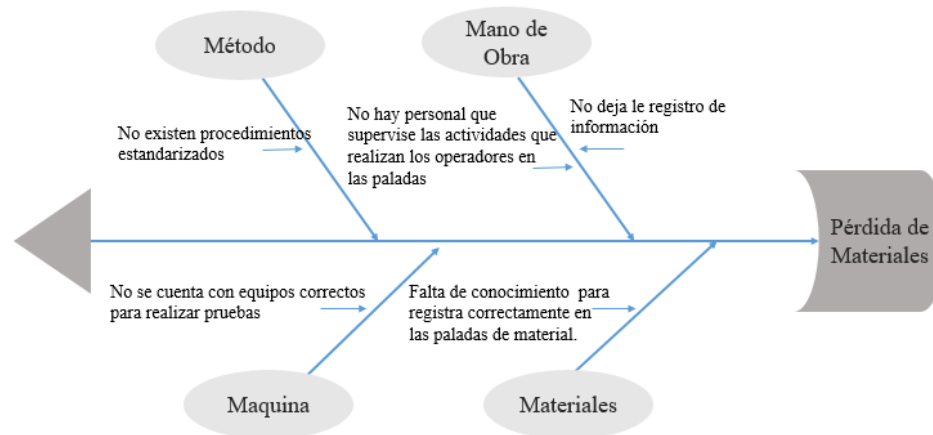 Método
Mano de
Obra
No existen procedimientos
estandarizados
No hay personal que
supervise las actividades que
realizan los operadores en
las paladas
No deja le registro de
información
Pérdida de
Materiales
No se cuenta con equipos correctos
para realizar pruebas
Falta de conocimiento para
registra correctamente en
las paladas de material.
Maquina
Materiales